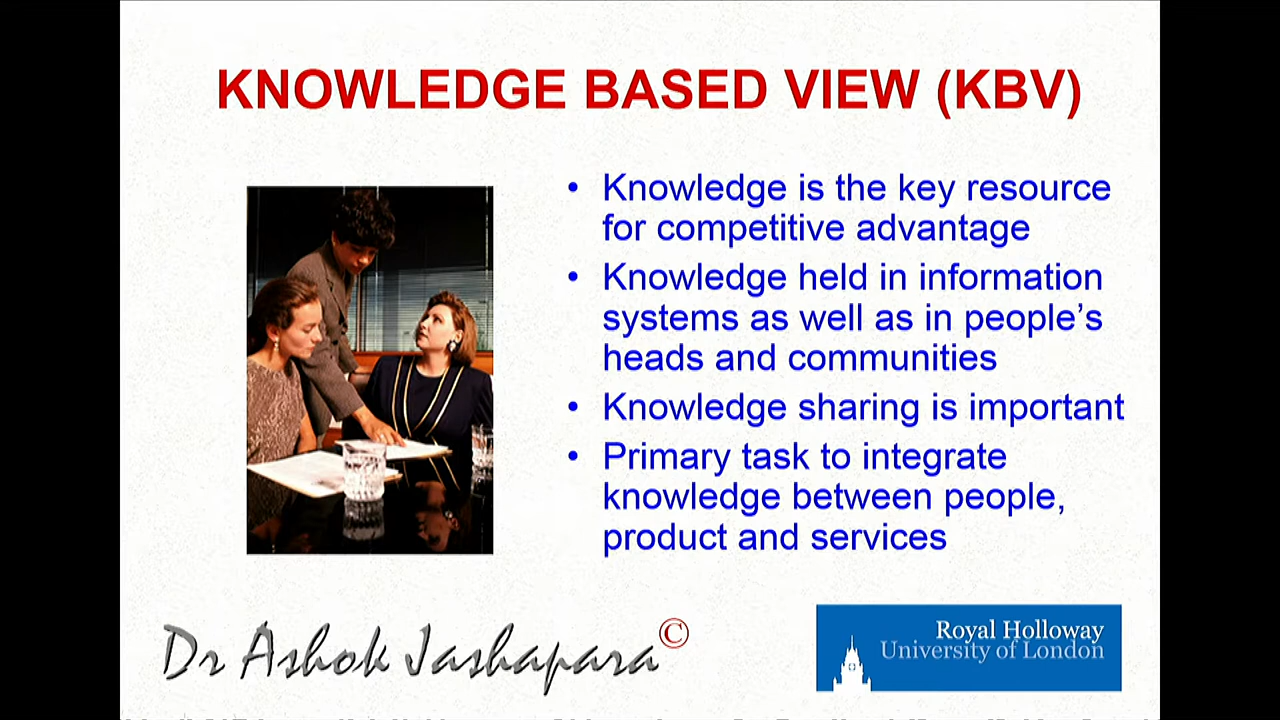 KNOWLEDGE BASED VIEW (KBV)
• Knowledge is the key resource
for competitive advantage
• Knowledge held in information
systems as well as in people’s
heads and communities
• Knowledge sharing is important
• Primary task to integrate
knowledge between people,
product and services
Dr Ashok Jashapara©
Royal Holloway
University of London